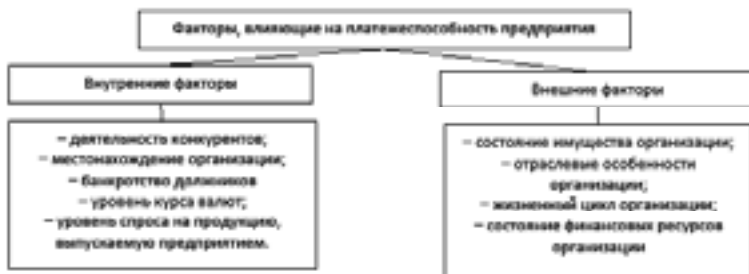 Факторы, влияющие на платежеспособность предприятия
Внутренние факторы
– деятельность конкурентов;
– местонахождение организации;
– банкротство должников
– уровень курса валют;
– уровень спроса на продукцию,
выпускаемую предприятием.
Внешние факторы
– состояние имущества организации;
– отраслевые особенности
организации;
– жизненный цикл организации;
– состояние финансовых ресурсов
организации